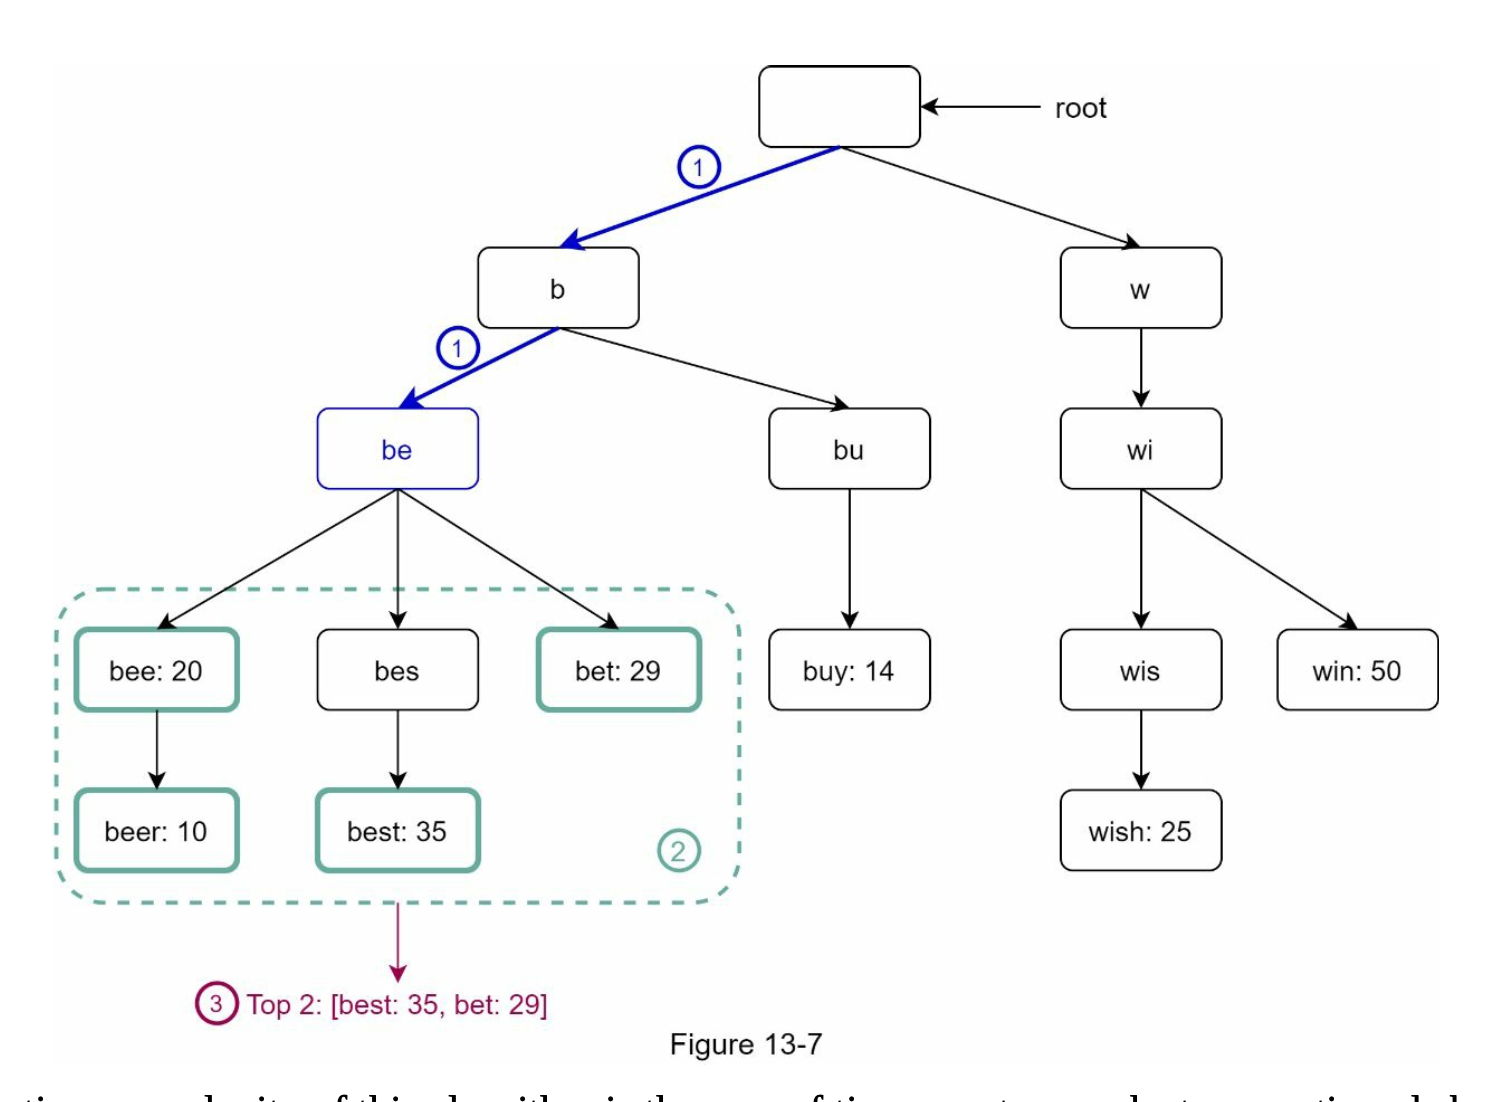 root
1
b
w
1
be
bu
wi
bee: 20
bes
bet: 29
buy: 14
wis
win: 50
beer: 10
best: 35
2
wish: 25
3 Top 2: [best: 35, bet: 29]
Figure 13-7